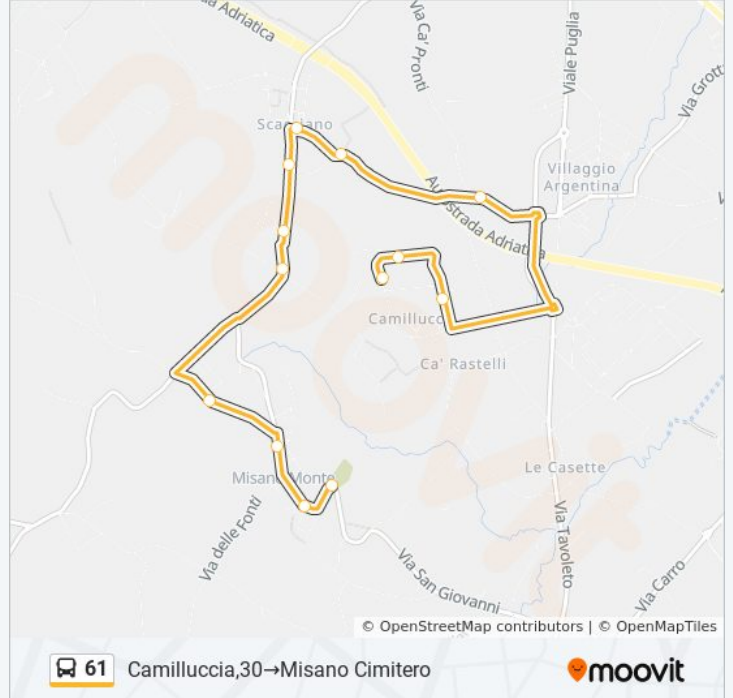 da Adriatica
Via Ca' Pronti
Viale Puglia
Via Grott
Scacciano
Villaggio
Argentina
Autostrada Adriatica
Camilluccia
Ca' Rastelli
Le Casette
Misano Monte
Via delle Fonti
Via San Giovanni
Via Tavoleto
Via Carro
© OpenStreetMap contributors | © OpenMapTiles
61 Camilluccia,30→Misano Cimitero
moovit
moovit